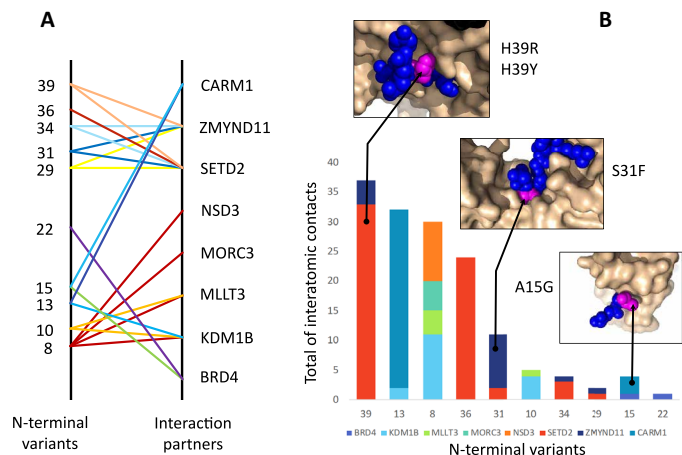 A
39
36
34
31
29
22
15
13
10
8
CARM1
ZMYND11
SETD2
NSD3
MORC3
MLLT3
KDM1B
BRD4
N-terminal
variants
Interaction
partners
B
H39R
H39Y
S31F
A15G
Total of interatomic contacts
40
35
30
25
20
15
10
5
0
39 13 8 36 31 10 34 29 15 22
BRD4 KDM1B MLLT3 MORC3 NSD3 SETD2 ZMYND11 CARM1
N-terminal variants